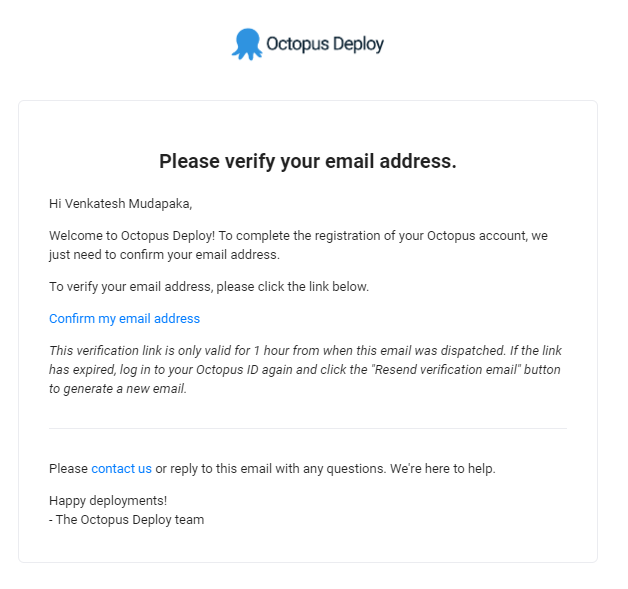 Octopus Deploy
Please verify your email address.
Hi Venkatesh Mudapaka,
Welcome to Octopus Deploy! To complete the registration of your Octopus account, we
just need to confirm your email address.
To verify your email address, please click the link below.
Confirm my email address
This verification link is only valid for 1 hour from when this email was dispatched. If the link
has expired, log in to your Octopus ID again and click the "Resend verification email" button
to generate a new email.
Please contact us or reply to this email with any questions. We're here to help.
Happy deployments!
- The Octopus Deploy team